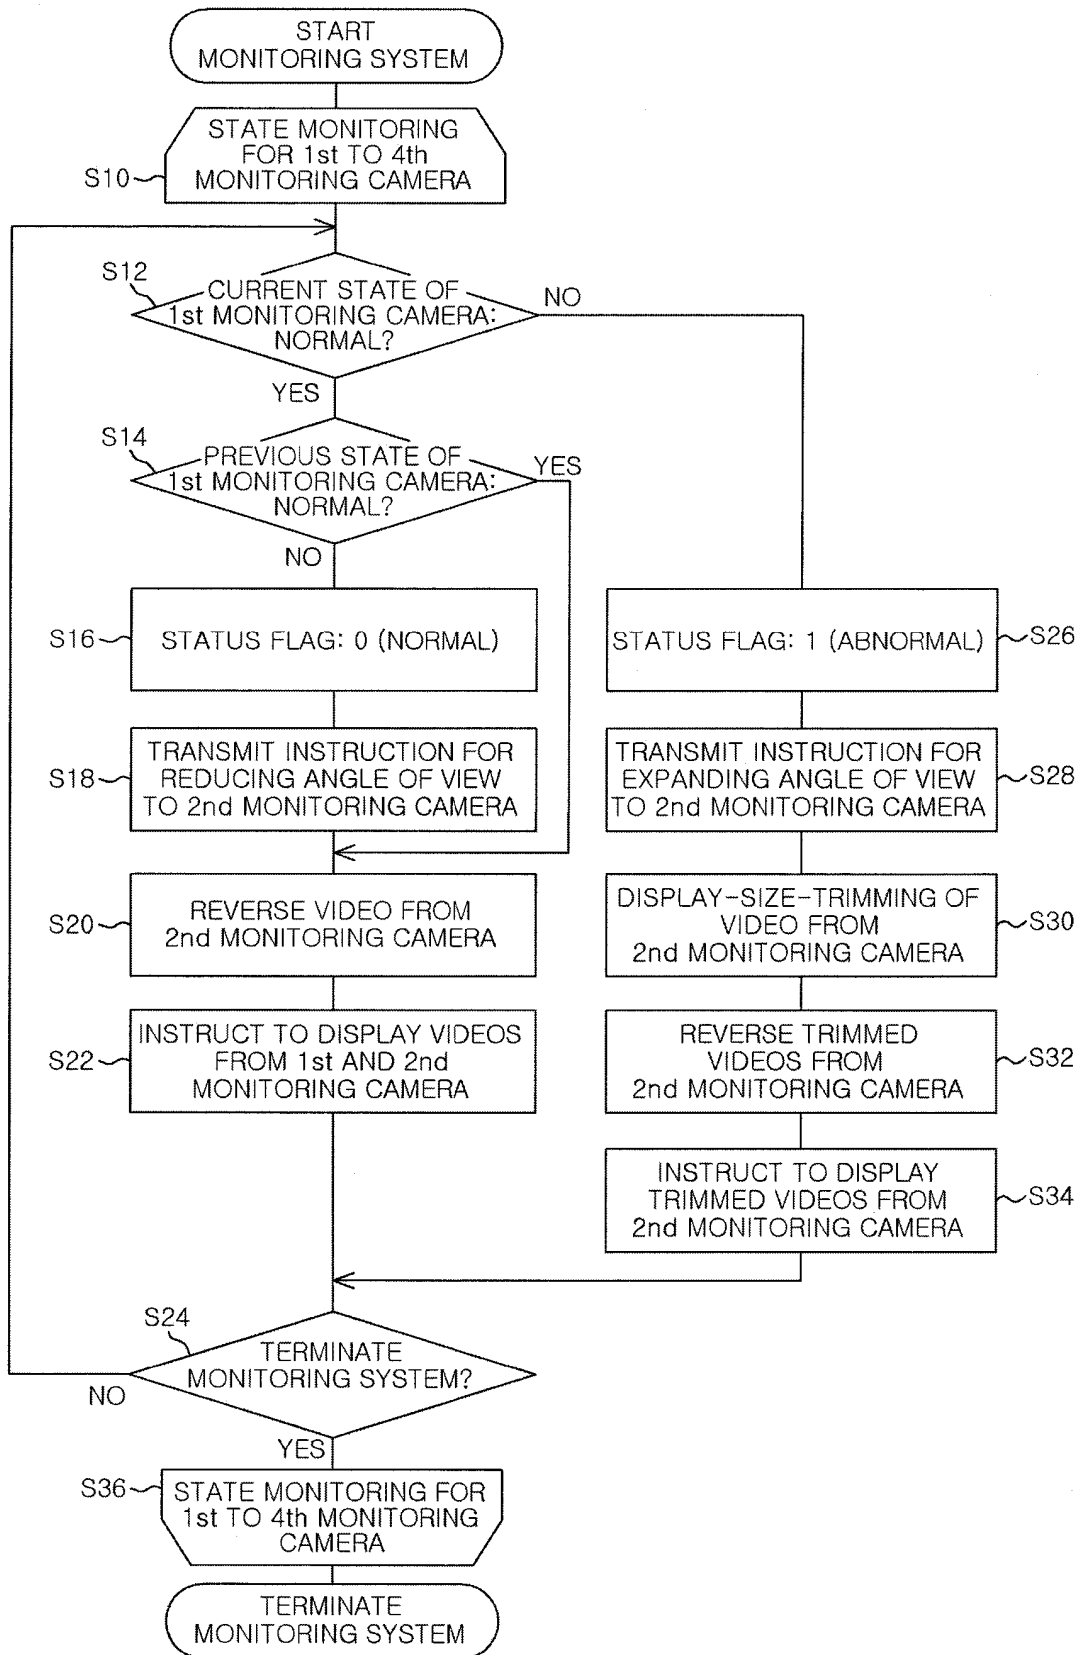 START
MONITORING SYSTEM
STATE MONITORING
FOR 1st TO 4th
MONITORING CAMERA
S10
S12
CURRENT STATE OF
1st MONITORING CAMERA:
NORMAL?
NO
YES
S14
PREVIOUS STATE OF
1st MONITORING CAMERA:
NORMAL?
YES
NO
S16
STATUS FLAG: 0 (NORMAL)
STATUS FLAG: 1 (ABNORMAL)
S26
S18
TRANSMIT INSTRUCTION FOR
REDUCING ANGLE OF VIEW
TO 2nd MONITORING CAMERA
TRANSMIT INSTRUCTION FOR
EXPANDING ANGLE OF VIEW
TO 2nd MONITORING CAMERA
S28
S20
REVERSE VIDEO FROM
2nd MONITORING CAMERA
DISPLAY-SIZE-TRIMMING OF
VIDEO FROM
2nd MONITORING CAMERA
S30
S22
INSTRUCT TO DISPLAY VIDEOS
FROM 1st AND 2nd
MONITORING CAMERA
REVERSE TRIMMED
VIDEOS FROM
2nd MONITORING CAMERA
S32
INSTRUCT TO DISPLAY
TRIMMED VIDEOS FROM
2nd MONITORING CAMERA
S34
S24
TERMINATE
MONITORING SYSTEM?
NO
YES
S36
STATE MONITORING FOR
1st TO 4th MONITORING
CAMERA
TERMINATE
MONITORING SYSTEM